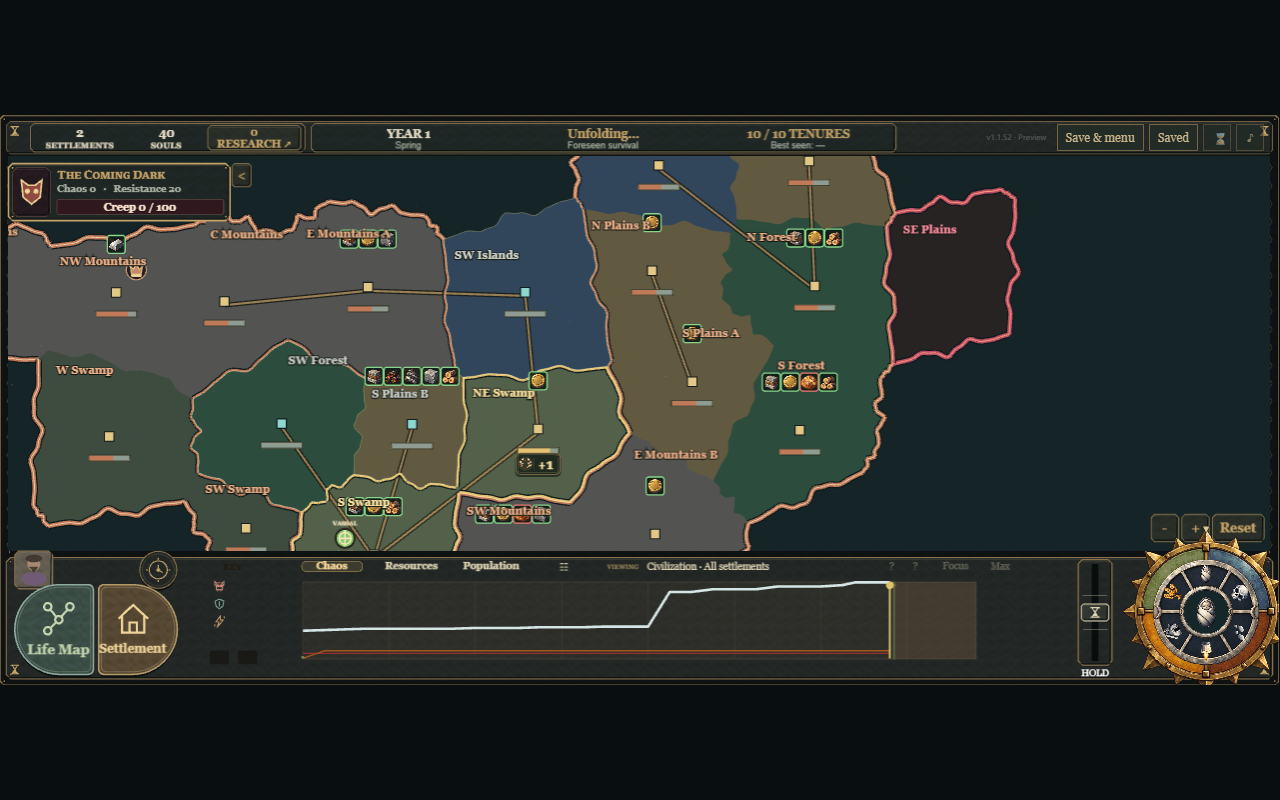 2
SETTLEMENTS
40
SOULS
0
RESEARCH ↗
YEAR 1
Spring
Unfolding...
Foreseen survival
10 / 10 TENURES
Best seen: —
v1.1.52 · Preview
Save & menu
Saved
THE COMING DARK
Chaos 0 · Resistance 20
Creep 0 / 100
<
C Mountains
E Mountains A
NW Mountains
SW Islands
N Plains B
N Forest
SE Plains
S Plains A
W Swamp
SW Forest
S Plains B
NE Swamp
S Forest
E Mountains B
+1
SW Swamp
S Swamp
SW Mountains
VASSAL
-
+
Reset
Chaos
Resources
Population
VIEWING
Civilization · All settlements
?
?
Focus
Max
Life Map
Settlement
HOLD